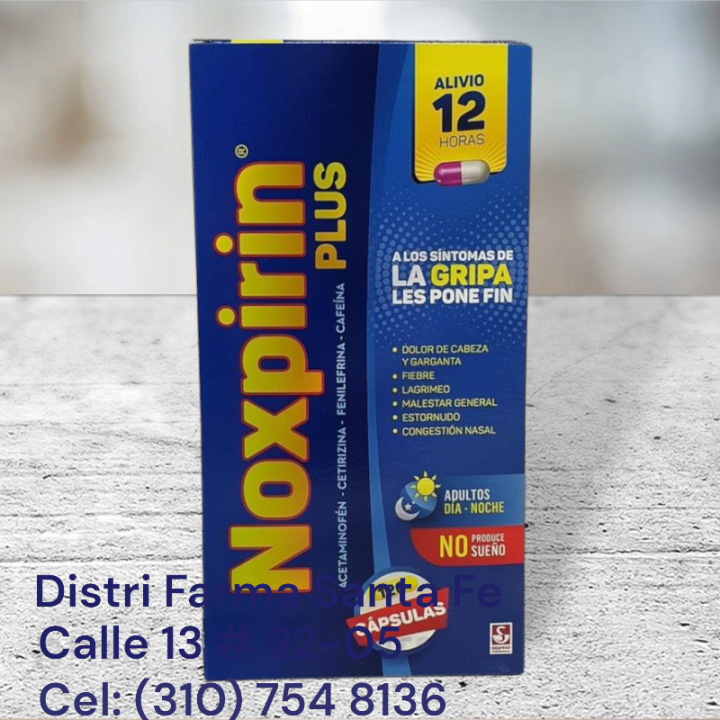 ALIVIO
12
HORAS
Noxpirin®
PLUS
ACETAMINOFÉN - CETIRIZINA - FENILEFRINA - CAFEÍNA
A LOS SÍNTOMAS DE
LA GRIPA
LES PONE FIN
• DOLOR DE CABEZA
Y GARGANTA
• FIEBRE
• LAGRIMEO
• MALESTAR GENERAL
• ESTORNUDO
• CONGESTIÓN NASAL
ADULTOS
DÍA - NOCHE
NO PRODUCE
SUEÑO
CÁPSULAS
Distri Farma Santa Fe
Calle 13
05
Cel: (310) 754 8136